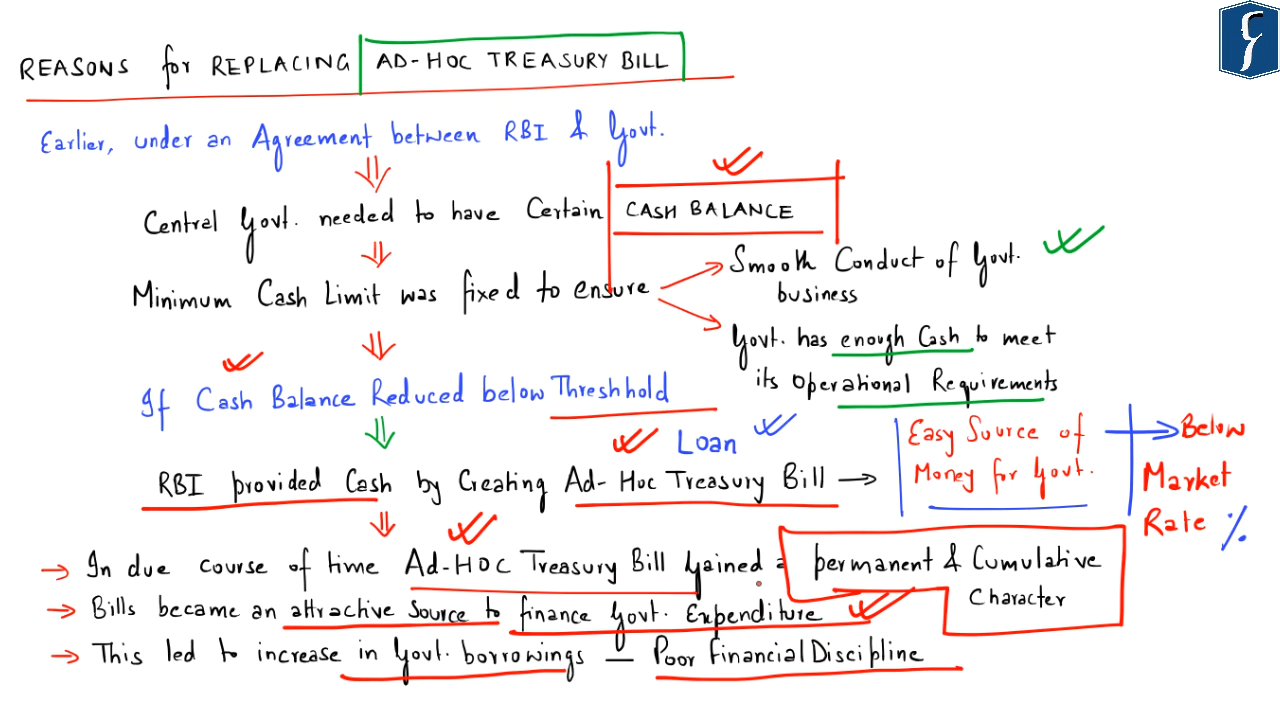 REASONS for REPLACING AD-HOC TREASURY BILL
Earlier, under an Agreement between RBI & Govt.
Central Govt. needed to have Certain CASH BALANCE
Minimum Cash Limit was fixed to ensure
Smooth Conduct of Govt.
business
Govt. has enough Cash to meet
its Operational Requirements
If Cash Balance Reduced below Threshhold
Loan
RBI provided Cash by Creating Ad-Hoc Treasury Bill
Easy Source of
Money for Govt.
Below
Market
Rate %
In due course of time Ad-HOC Treasury Bill gained a permanent & Cumulative
Character
Bills became an attractive source to finance Govt. Expenditure
This led to increase in Govt. borrowings — Poor Financial Discipline